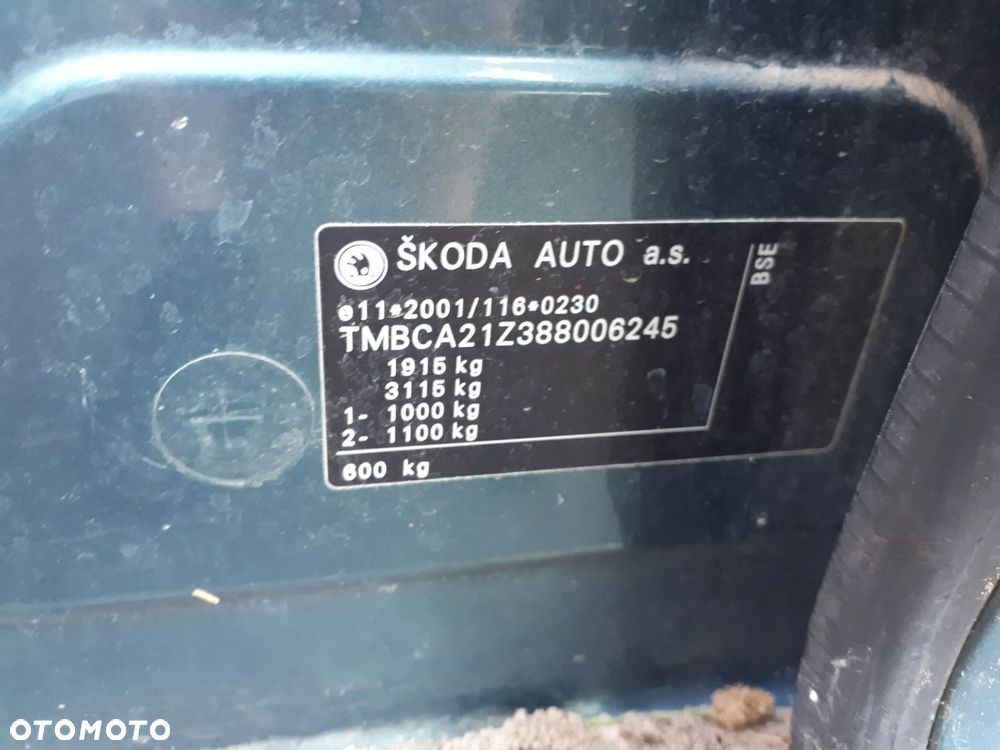 ŠKODA AUTO a.s.
BSE
e11*2001/116*0230
TMBCA21Z388006245
1915 kg
3115 kg
1- 1000 kg
2- 1100 kg
600 kg
OTOMOTO